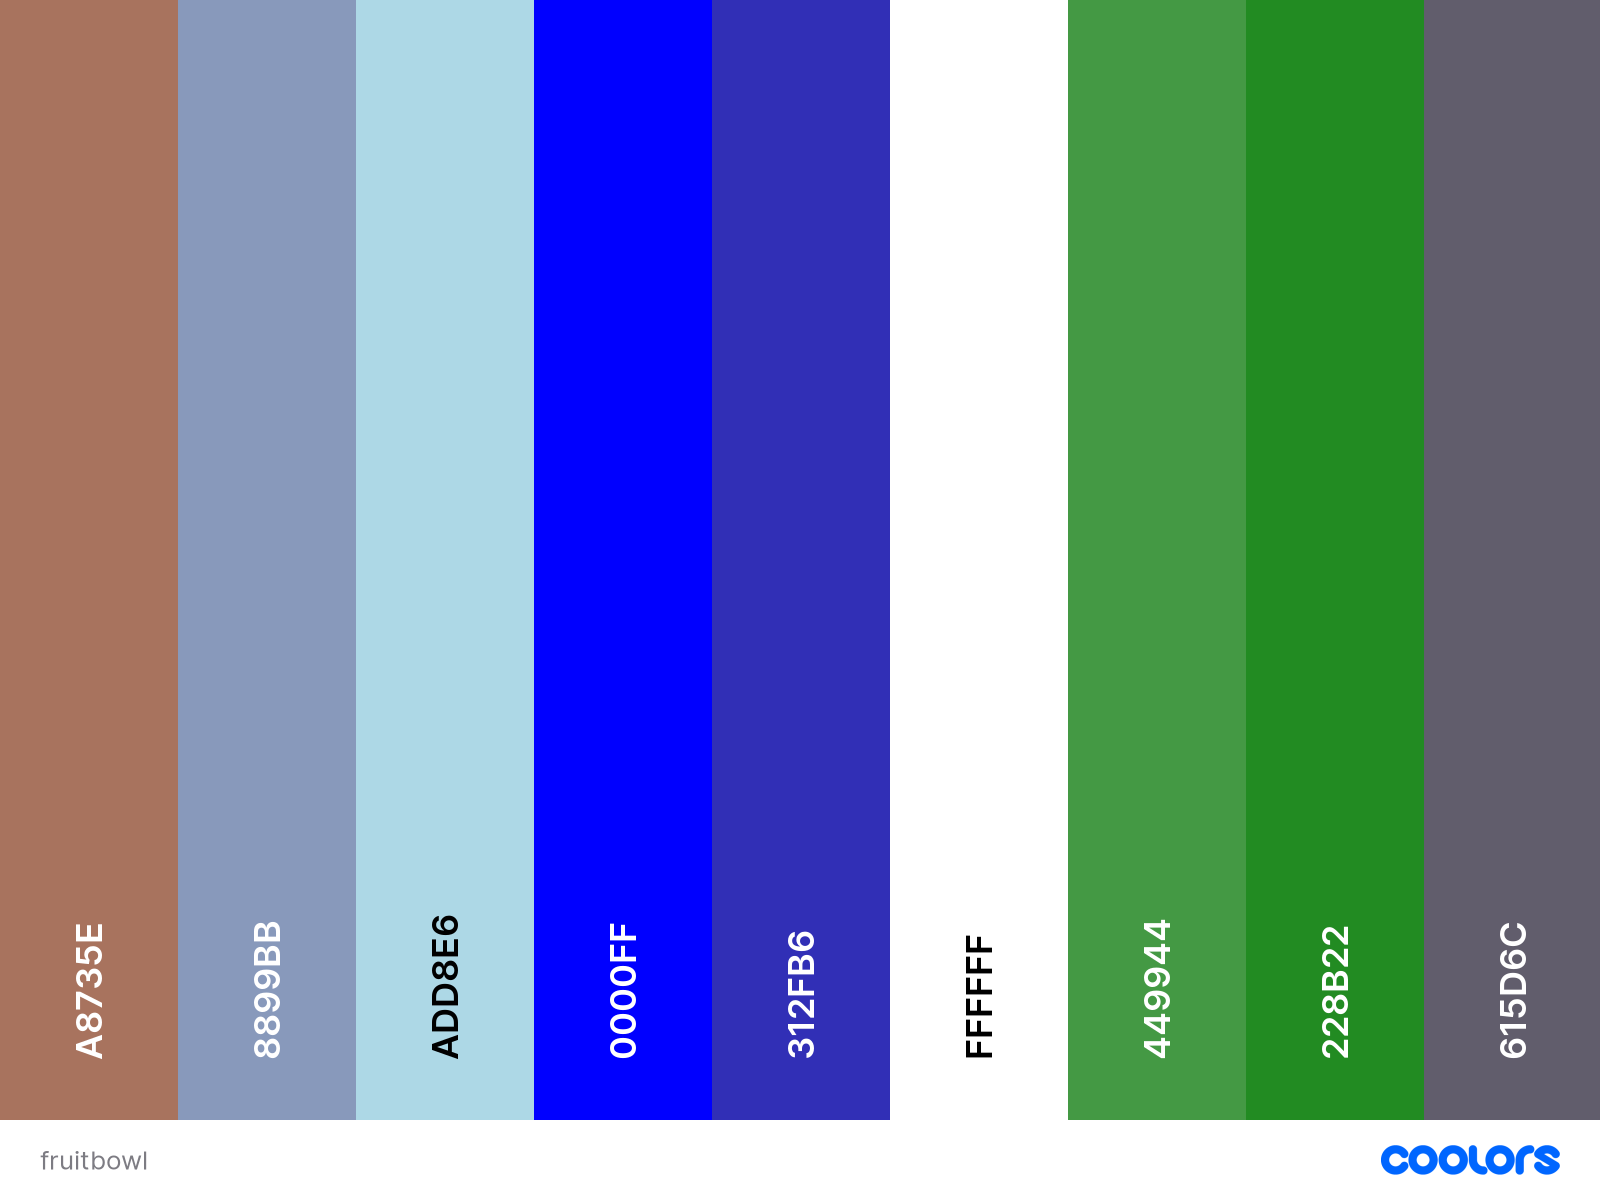 A8735E
8899BB
ADD8E6
0000FF
312FB6
FFFFFF
449944
228B22
615D6C
fruitbowl
coolors